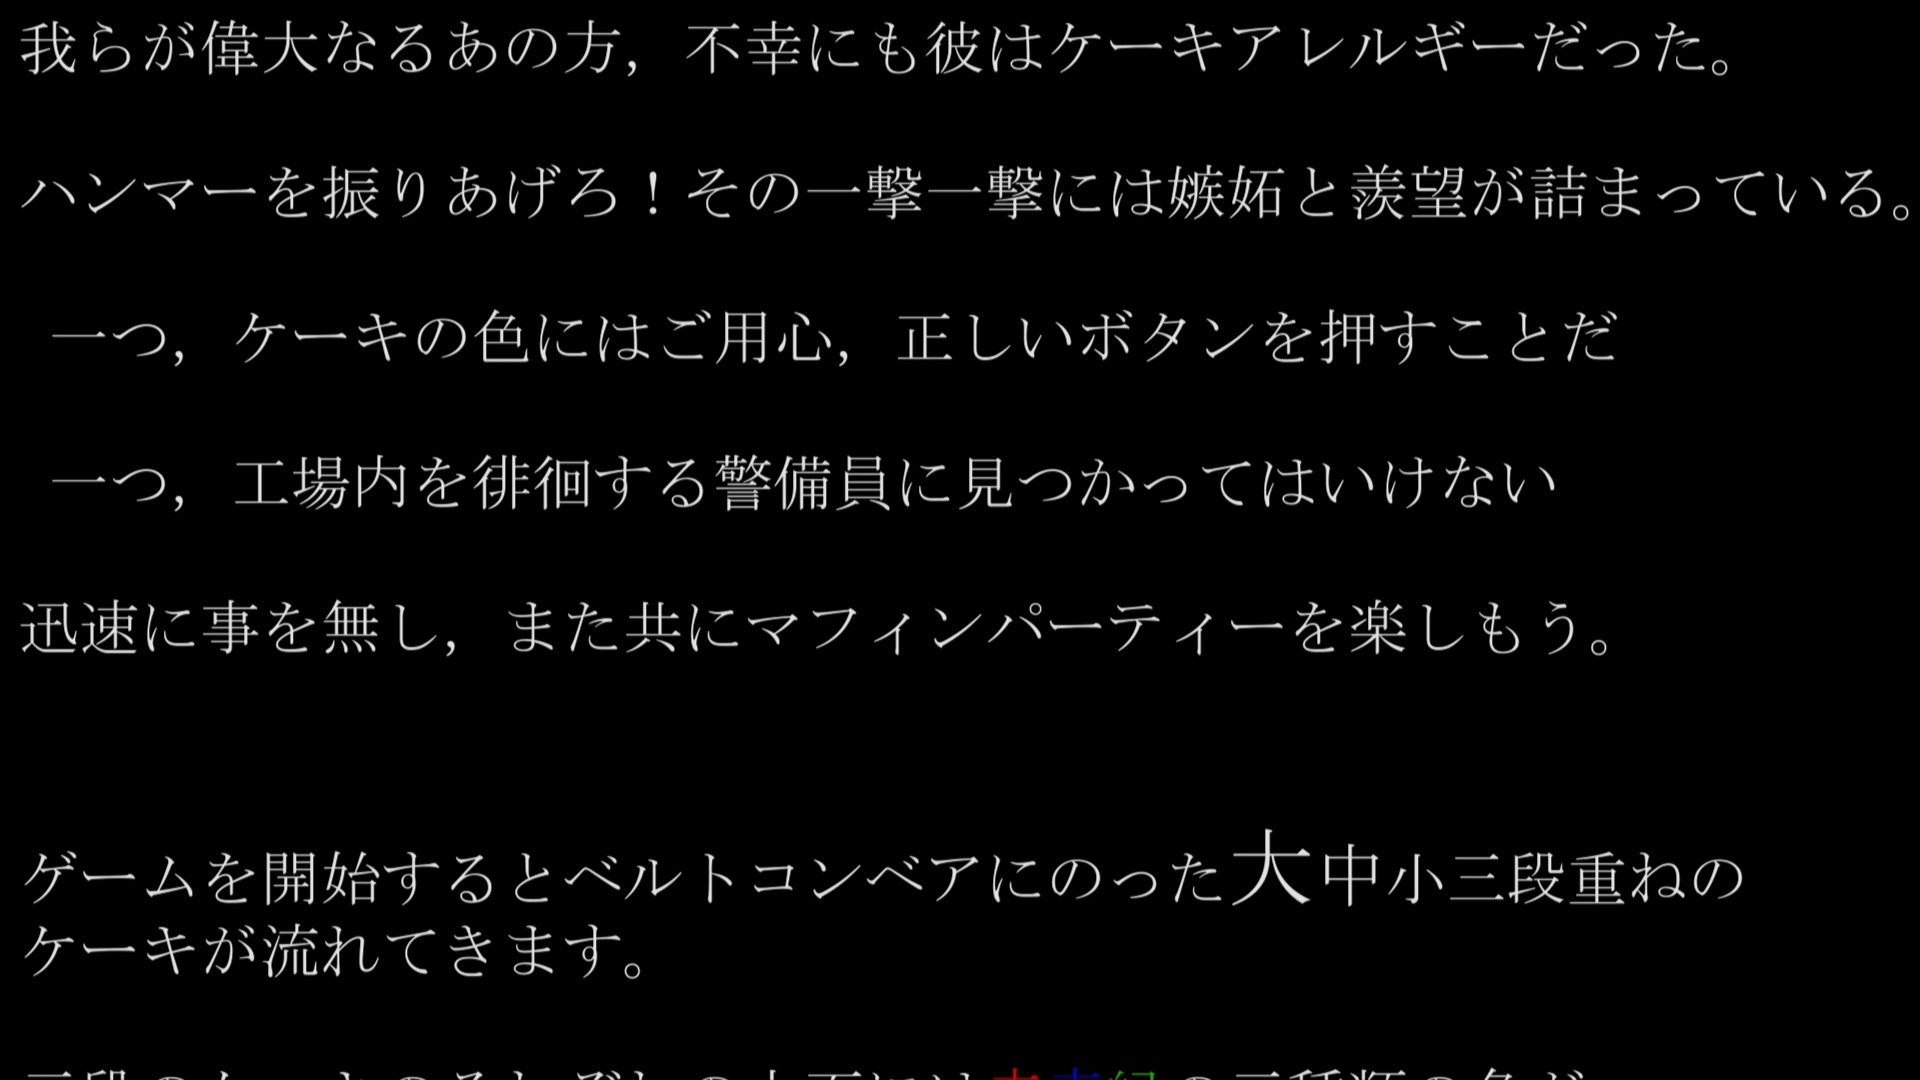 我らが偉大なるあの方，不幸にも彼はケーキアレルギーだった。
ハンマーを振りあげろ！その一撃一撃には嫉妬と羨望が詰まっている。
一つ，ケーキの色にはご用心，正しいボタンを押すことだ
一つ，工場内を徘徊する警備員に見つかってはいけない
迅速に事を無し，また共にマフィンパーティーを楽しもう。
ゲームを開始するとベルトコンベアにのった大中小三段重ねの
ケーキが流れてきます。